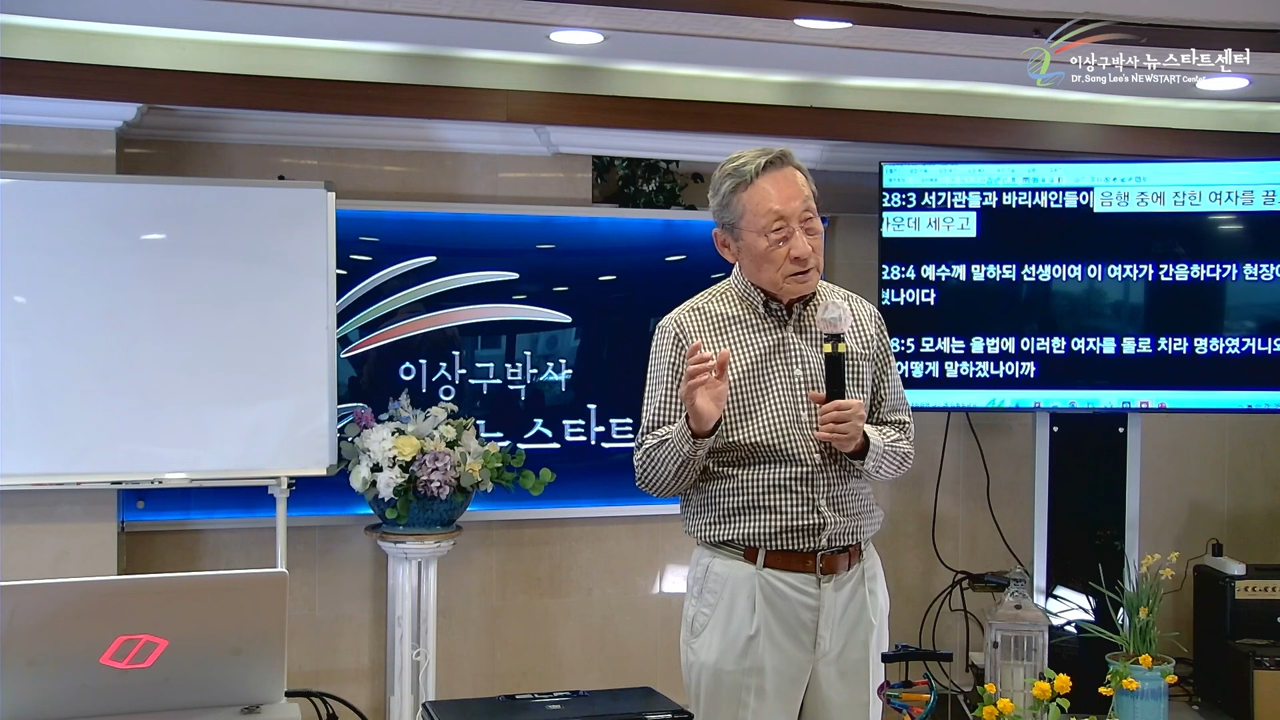 이상구박사 뉴스타트센터
Dr. Sang Lee's NEWSTART Center
8:3 서기관들과 바리새인들이 음행 중에 잡힌 여자를
가운데 세우고
8:4 예수께 말하되 선생이여 이 여자가 간음하다가
나이다
8:5 모세는 율법에 이러한 여자를 돌로 치라 명하였거니와
어떻게 말하겠나이까
이상구박사
뉴스타트